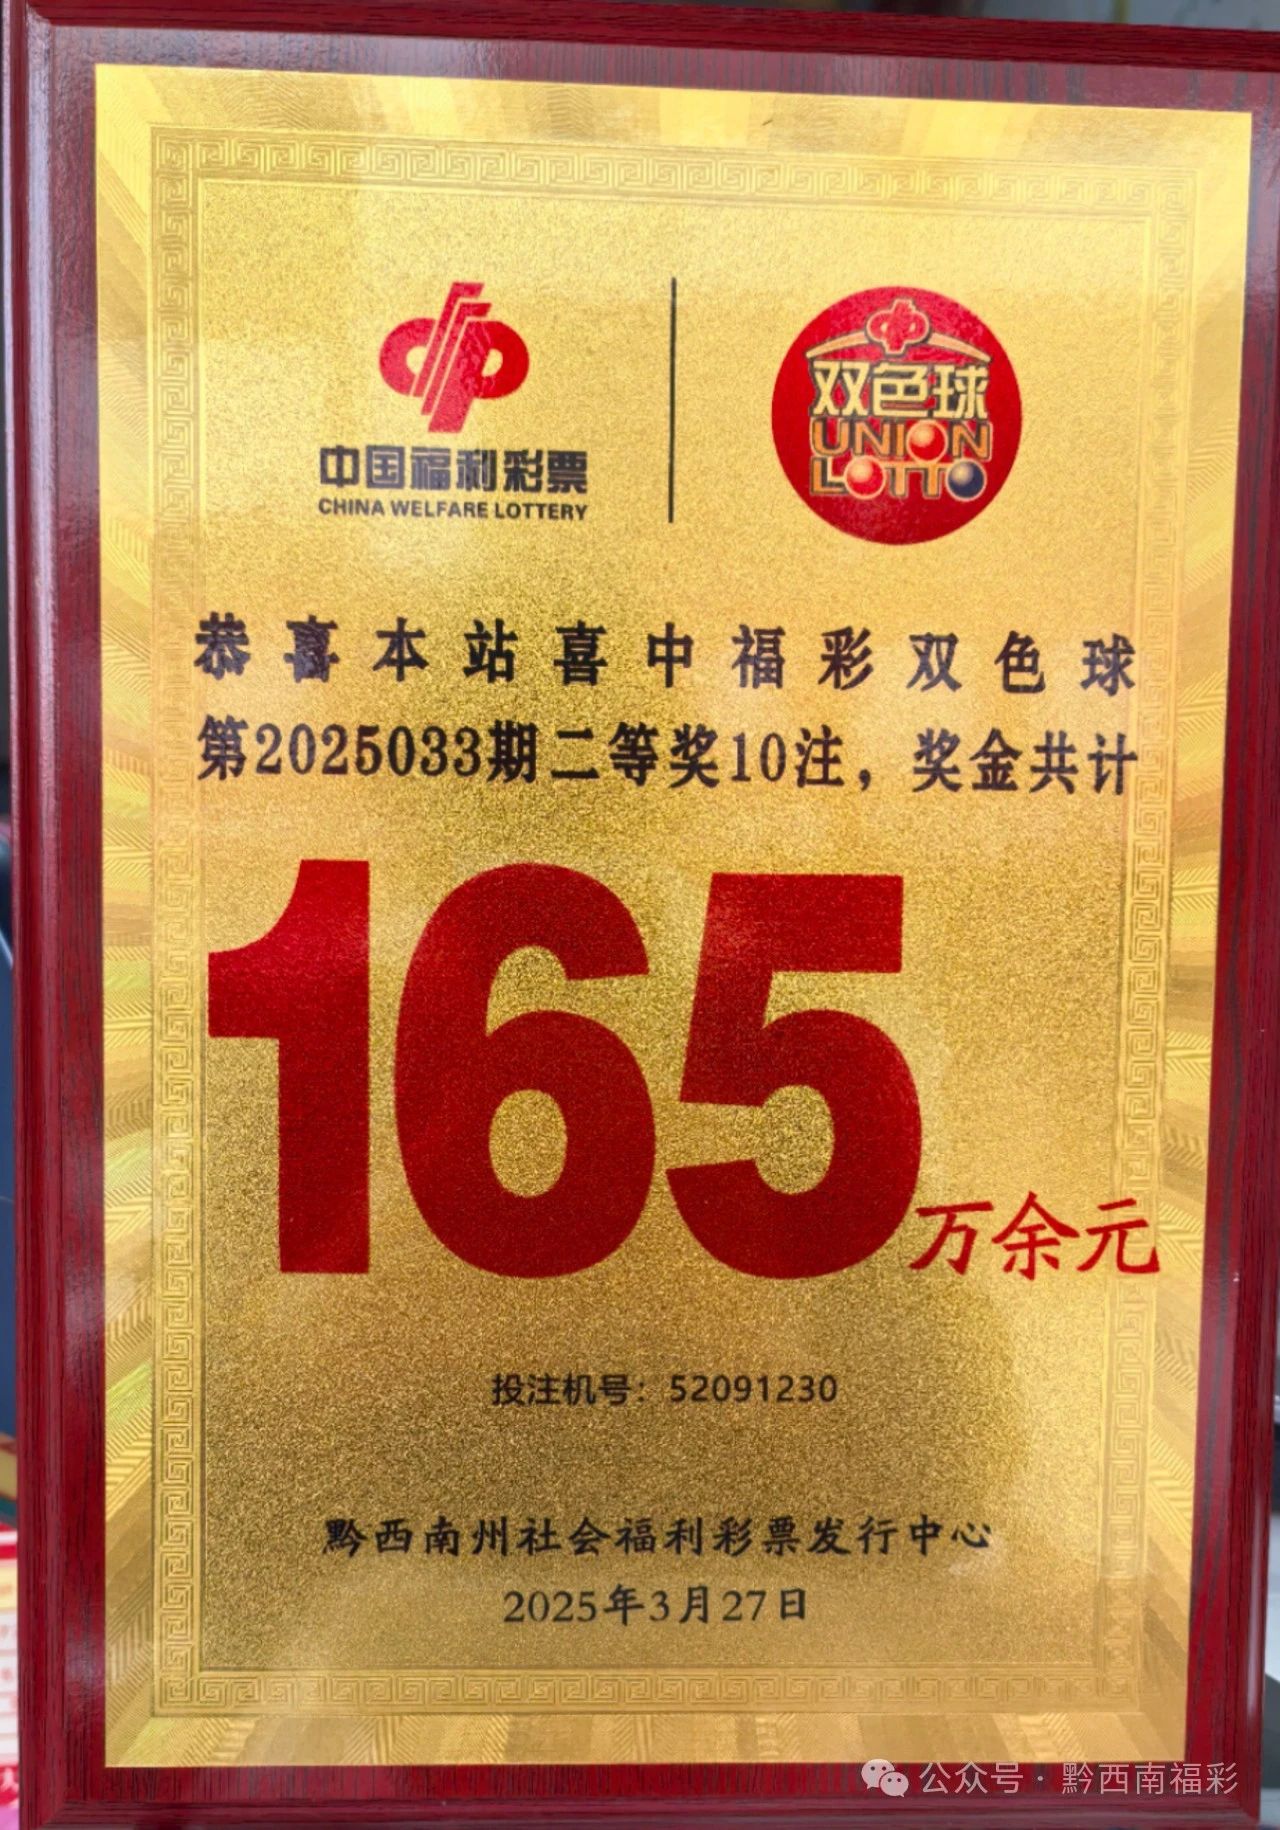 中国福利彩票
CHINA WELFARE LOTTERY
双色球
UNION
LOTTO
恭喜本站喜中福彩双色球
第2025033期二等奖10注，奖金共计
165万余元
投注机号：52091230
黔西南州社会福利彩票发行中心
2025年3月27日
公众号·黔西南福彩